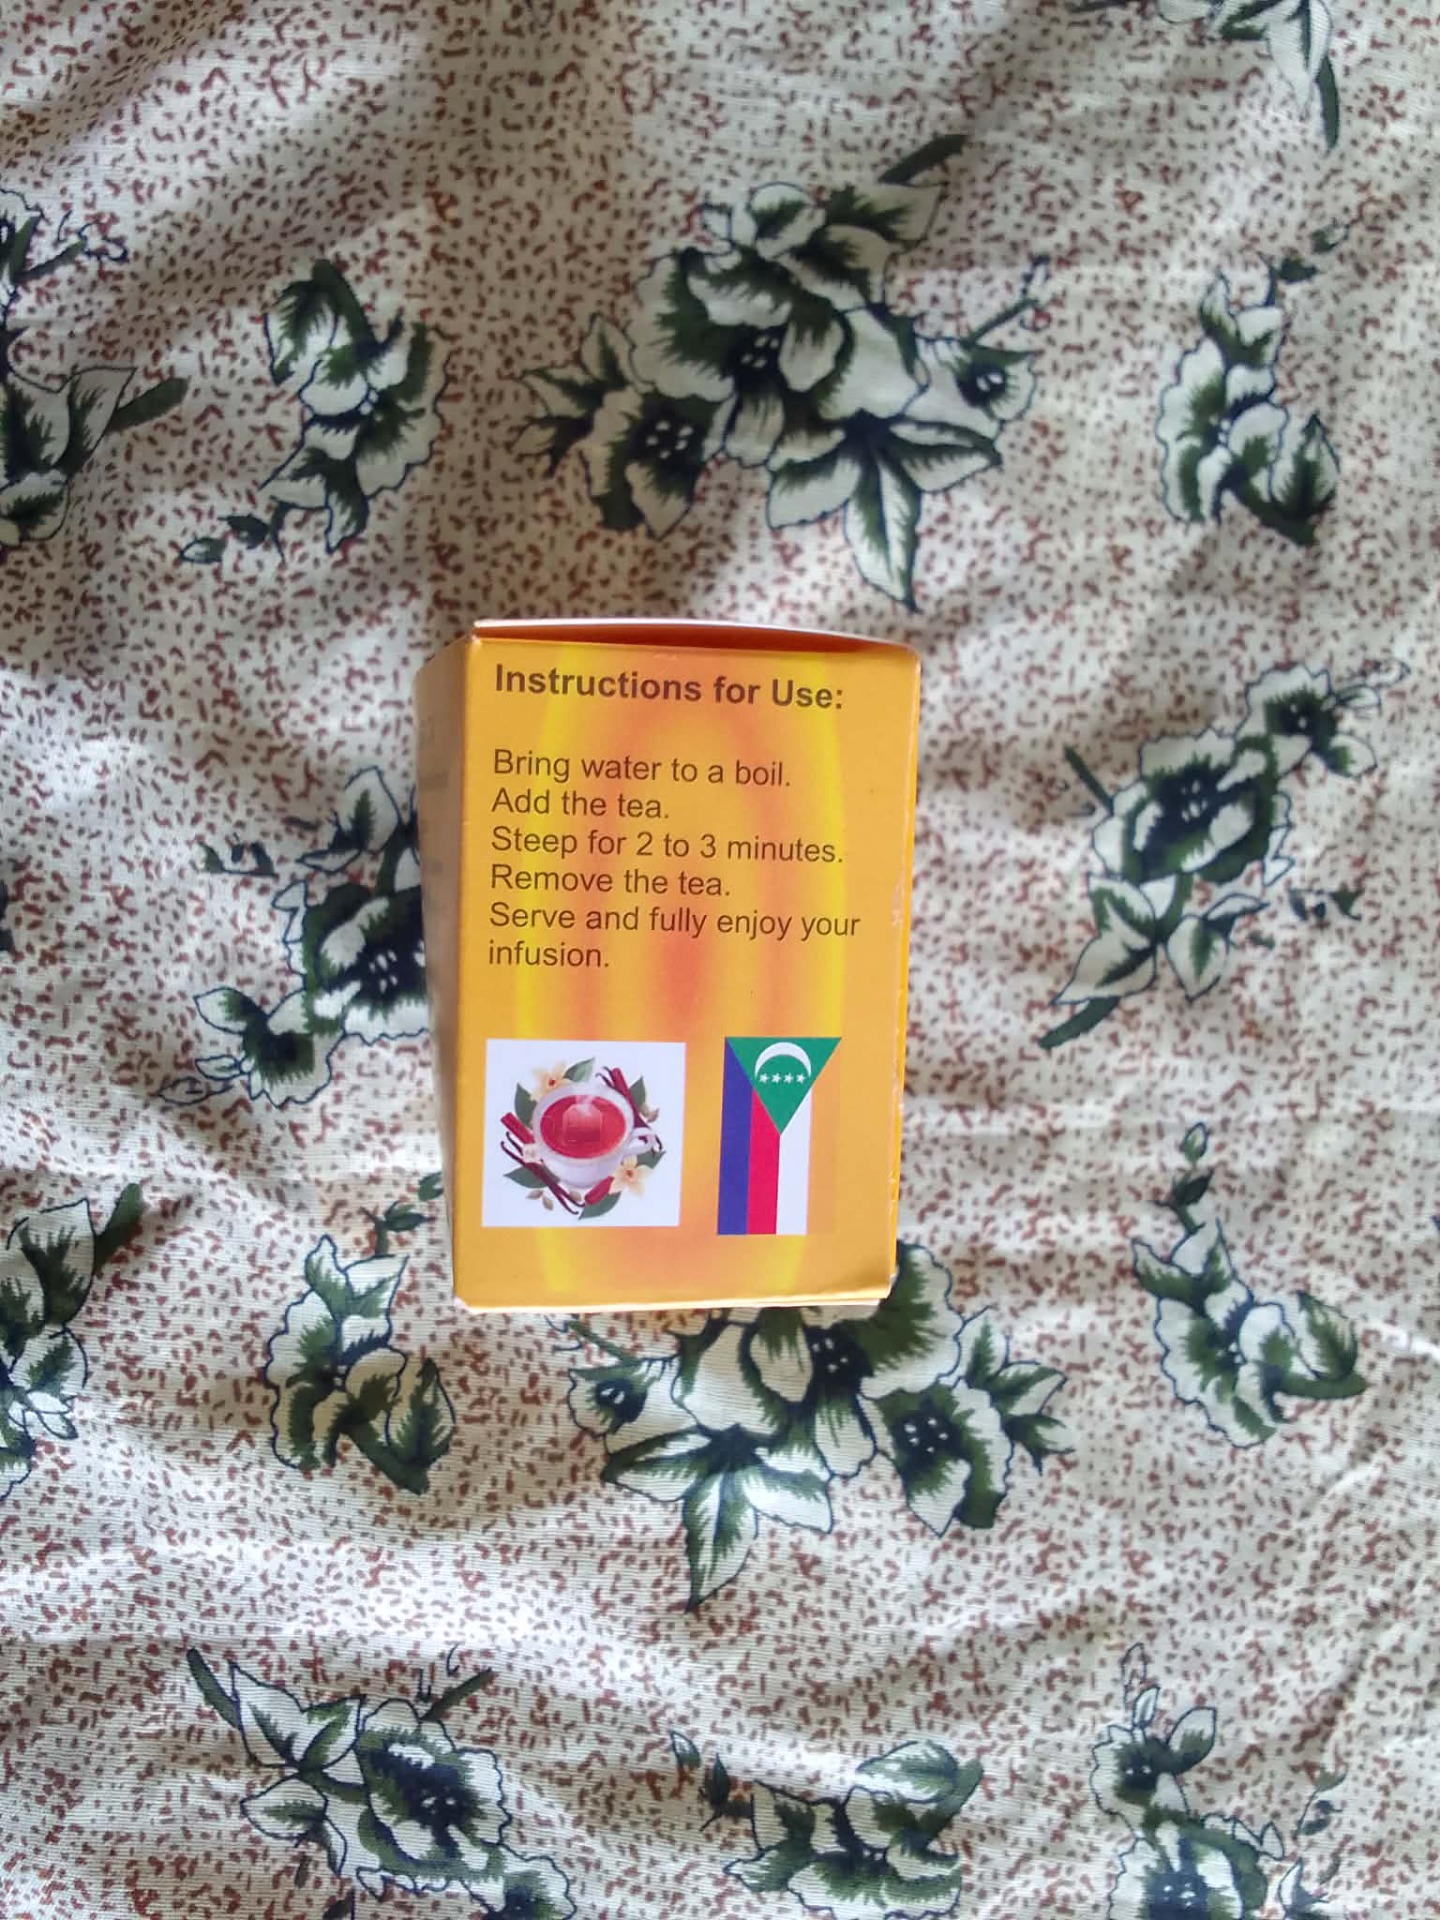 Instructions for Use:
Bring water to a boil.
Add the tea.
Steep for 2 to 3 minutes.
Remove the tea.
Serve and fully enjoy your
infusion.